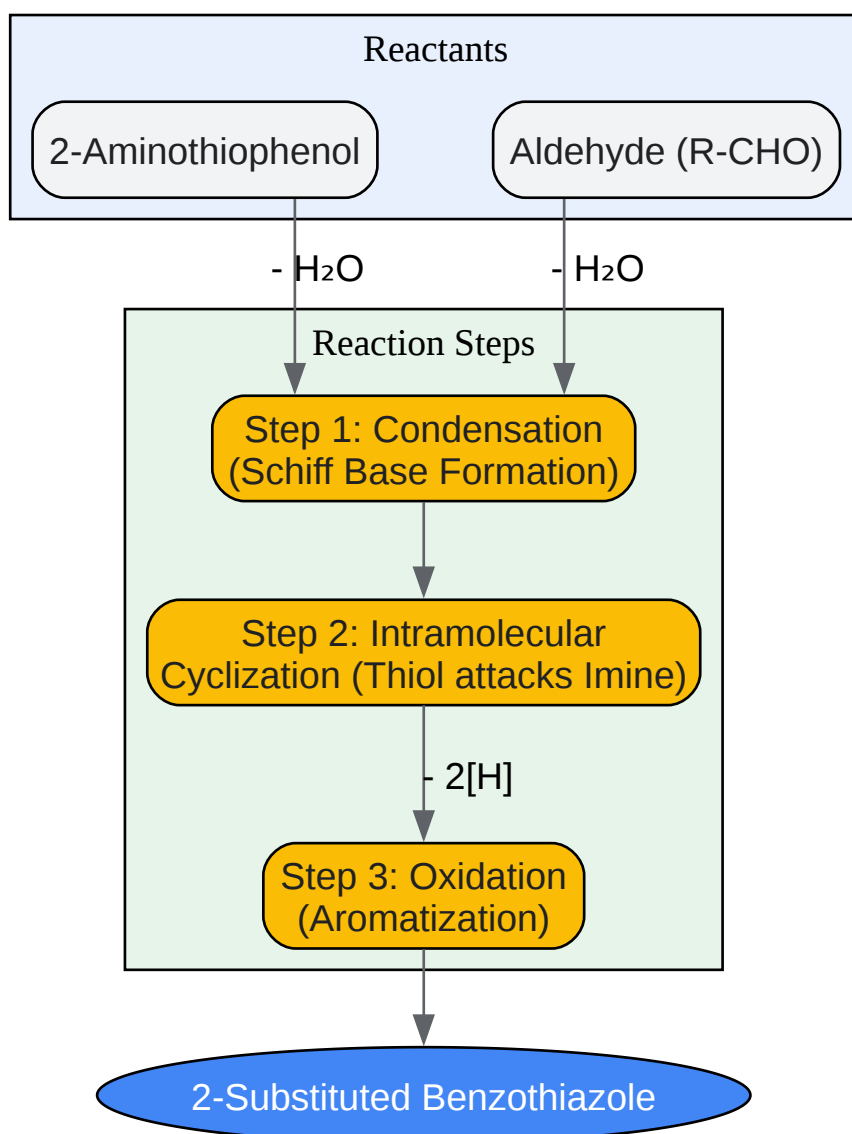 Reactants
2-Aminothiophenol
Aldehyde (R-CHO)
- H₂O
- H₂O
Reaction Steps
Step 1: Condensation
(Schiff Base Formation)
Step 2: Intramolecular
Cyclization (Thiol attacks Imine)
- 2[H]
Step 3: Oxidation
(Aromatization)
2-Substituted Benzothiazole